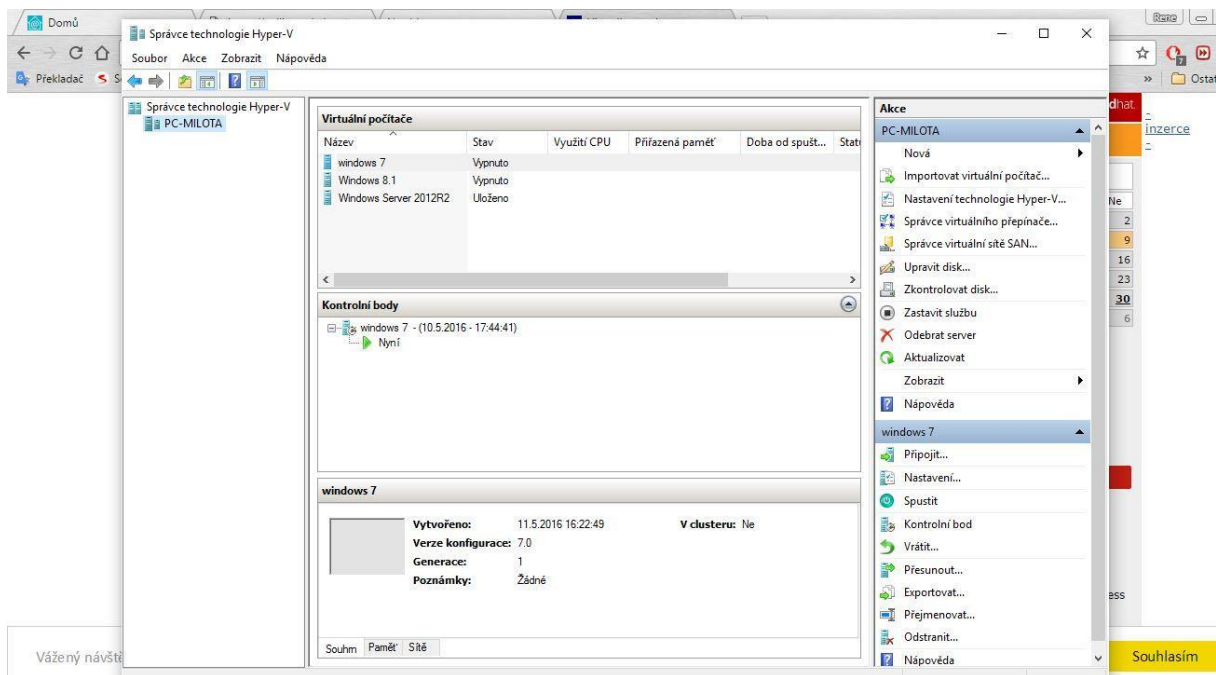 Domů
Rene
Správce technologie Hyper-V
Soubor Akce Zobrazit Nápověda
Překladač
Ostat
Správce technologie Hyper-V
PC-MILOTA
Virtuální počítače
Název Stav Využití CPU Přiřazená paměť Doba od spušt... Statu
windows 7 Vypnuto
Windows 8.1 Vypnuto
Windows Server 2012R2 Uloženo
Kontrolní body
windows 7 - (10.5.2016 - 17:44:41)
Nyní
windows 7
Vytvořeno: 11.5.2016 16:22:49 V clusteru: Ne
Verze konfigurace: 7.0
Generace: 1
Poznámky: Žádné
Souhrn Paměť Sítě
Akce
PC-MILOTA
Nová
Importovat virtuální počítač...
Nastavení technologie Hyper-V...
Správce virtuálního přepínače...
Správce virtuální sítě SAN...
Upravit disk...
Zkontrolovat disk...
Zastavit službu
Odebrat server
Aktualizovat
Zobrazit
Nápověda
windows 7
Připojit...
Nastavení...
Spustit
Kontrolní bod
Vrátit...
Přesunout...
Exportovat...
Přejmenovat...
Odstranit...
Nápověda
dhat.
inzerce
Ne
2
9
16
23
30
6
ess
Vážený návště
Souhlasím